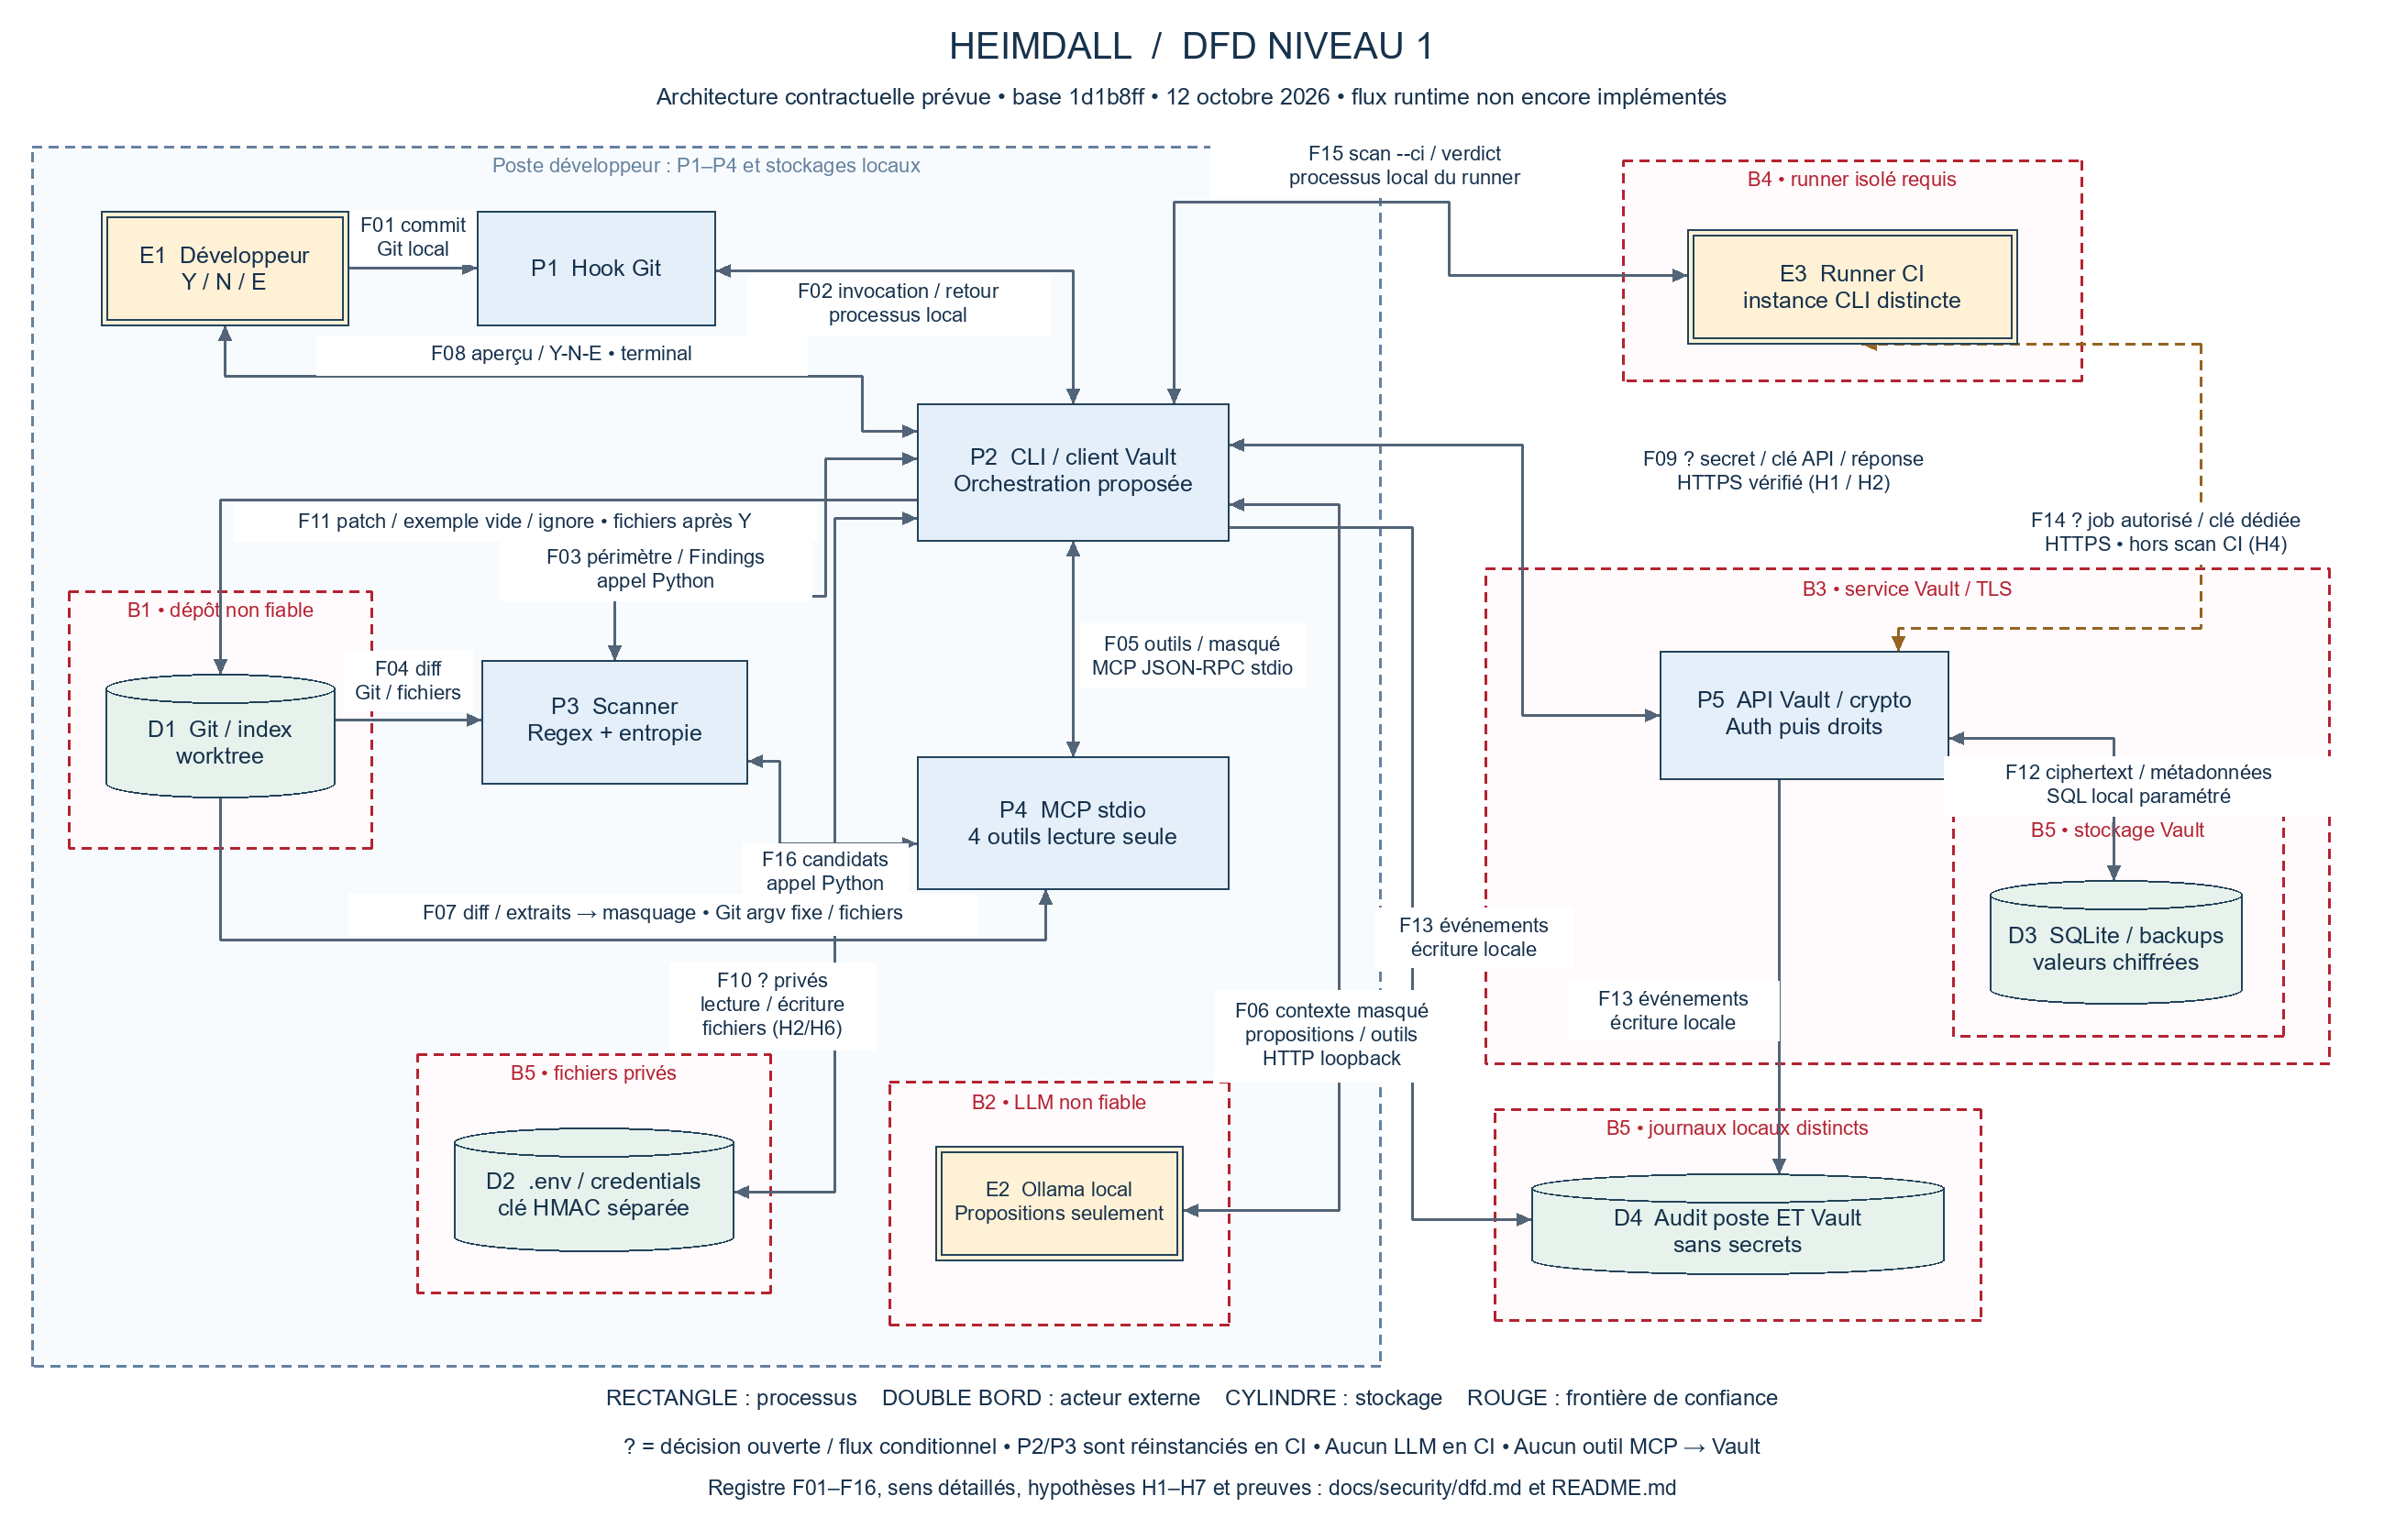 HEIMDALL / DFD NIVEAU 1
Architecture contractuelle prévue • base 1d1b8ff • 12 octobre 2026 • flux runtime non encore implémentés
Poste développeur : P1–P4 et stockages locaux
F15 scan --ci / verdict
processus local du runner
B4 • runner isolé requis
E1 Développeur
Y / N / E
F01 commit
Git local
P1 Hook Git
F02 invocation / retour
processus local
E3 Runner CI
instance CLI distincte
F08 aperçu / Y-N-E • terminal
P2 CLI / client Vault
Orchestration proposée
F09 ? secret / clé API / réponse
HTTPS vérifié (H1 / H2)
F11 patch / exemple vide / ignore • fichiers après Y
F14 ? job autorisé / clé dédiée
HTTPS • hors scan CI (H4)
F03 périmètre / Findings
appel Python
B1 • dépôt non fiable
B3 • service Vault / TLS
F04 diff
Git / fichiers
F05 outils / masqué
MCP JSON-RPC stdio
D1 Git / index
worktree
P3 Scanner
Regex + entropie
P5 API Vault / crypto
Auth puis droits
F12 ciphertext / métadonnées
SQL local paramétré
P4 MCP stdio
4 outils lecture seule
B5 • stockage Vault
F16 candidats
appel Python
F07 diff / extraits → masquage • Git argv fixe / fichiers
F13 événements
écriture locale
D3 SQLite / backups
valeurs chiffrées
F10 ? privés
lecture / écriture
fichiers (H2/H6)
F13 événements
écriture locale
F06 contexte masqué
propositions / outils
HTTP loopback
B5 • fichiers privés
B2 • LLM non fiable
B5 • journaux locaux distincts
D2 .env / credentials
clé HMAC séparée
E2 Ollama local
Propositions seulement
D4 Audit poste ET Vault
sans secrets
RECTANGLE : processus DOUBLE BORD : acteur externe CYLINDRE : stockage ROUGE : frontière de confiance
? = décision ouverte / flux conditionnel • P2/P3 sont réinstanciés en CI • Aucun LLM en CI • Aucun outil MCP → Vault
Registre F01–F16, sens détaillés, hypothèses H1–H7 et preuves : docs/security/dfd.md et README.md